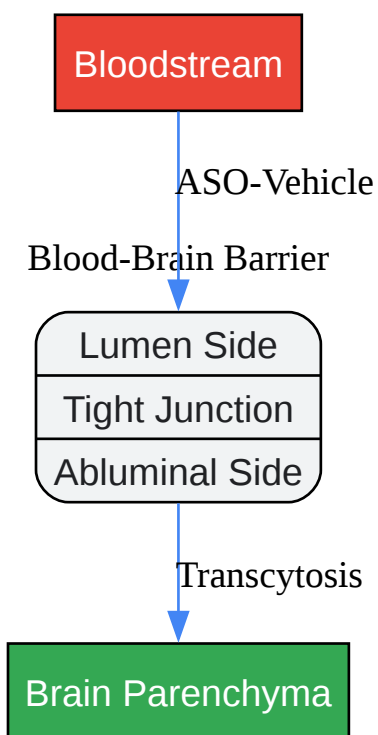 Bloodstream
ASO-Vehicle
Blood-Brain Barrier
Lumen Side
Tight Junction
Abluminal Side
Transcytosis
Brain Parenchyma